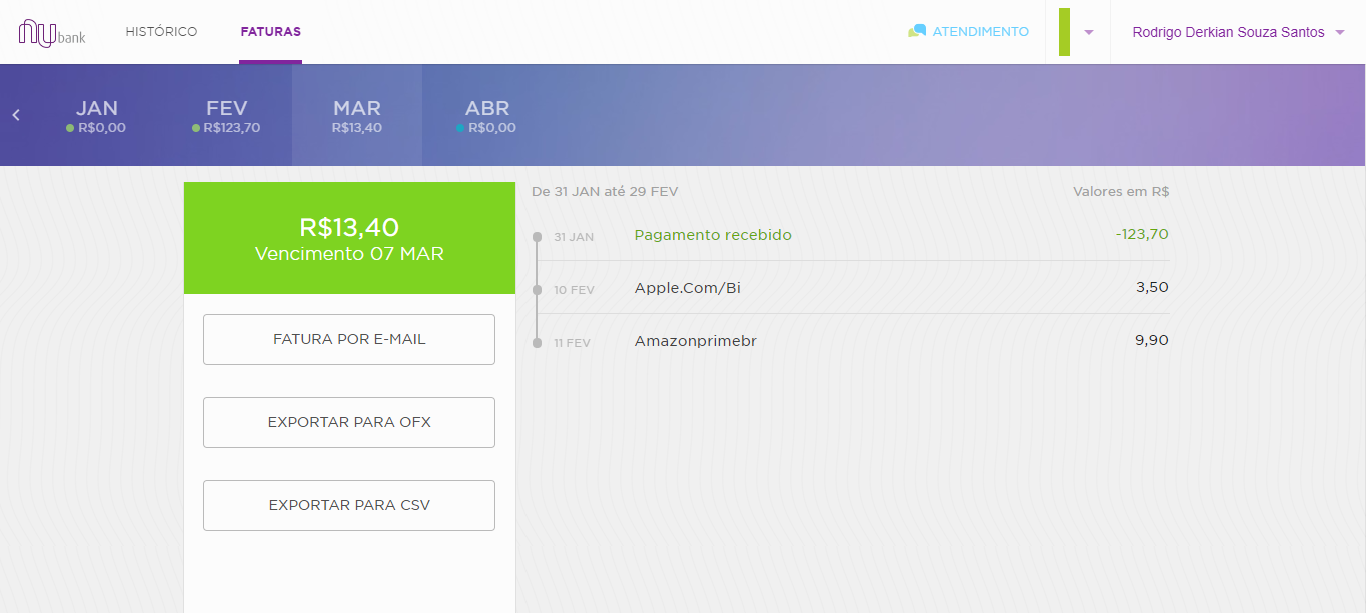 nu bank
HISTÓRICO
FATURAS
ATENDIMENTO
Rodrigo Derkian Souza Santos
JAN
R$0,00
FEV
R$123,70
MAR
R$13,40
ABR
R$0,00
R$13,40
Vencimento 07 MAR
FATURA POR E-MAIL
EXPORTAR PARA OFX
EXPORTAR PARA CSV
De 31 JAN até 29 FEV Valores em R$
31 JAN Pagamento recebido -123,70
10 FEV Apple.Com/Bi 3,50
11 FEV Amazonprimebr 9,90